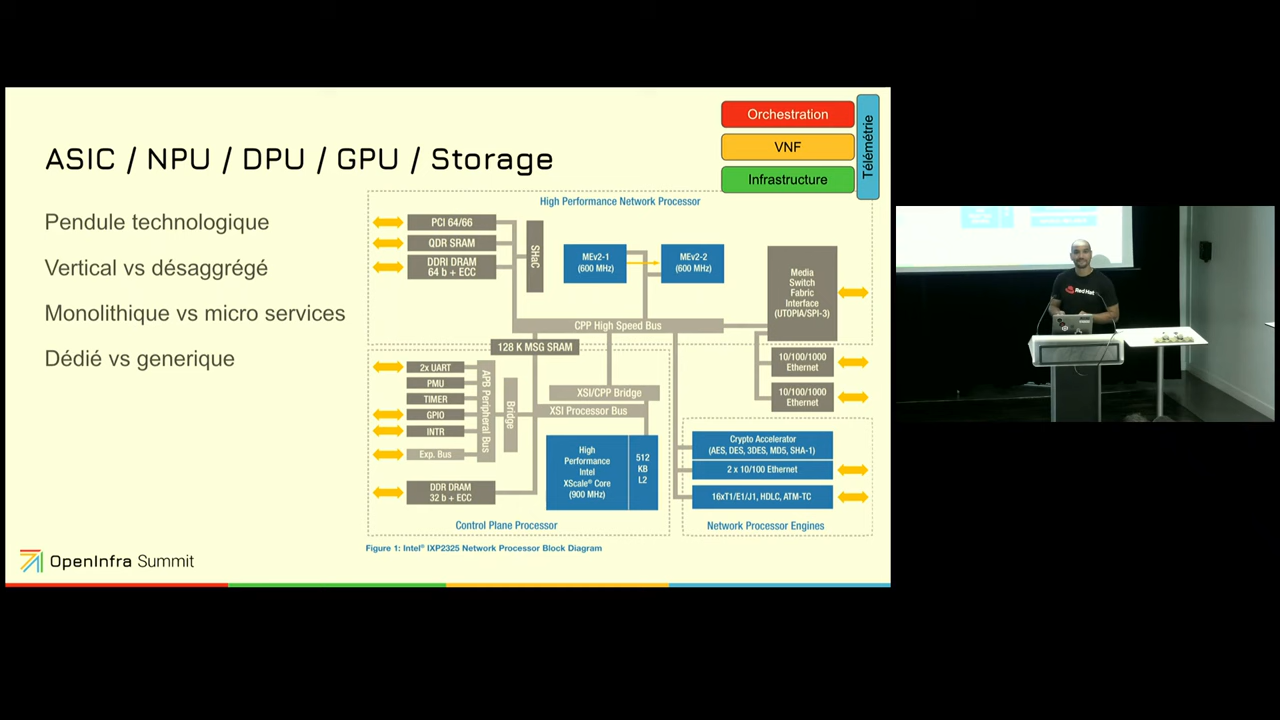 ASIC / NPU / DPU / GPU / Storage
Orchestration
VNF
Infrastructure
Télémétrie
Pendule technologique
Vertical vs désaggrégé
Monolithique vs micro services
Dédié vs generique
High Performance Network Processor
PCI 64/66
QDR SRAM
DDRI DRAM
64 b + ECC
SHaC
MEv2-1
(600 MHz)
MEv2-2
(600 MHz)
Media
Switch
Fabric
Interface
(UTOPIA/SPI-3)
CPP High Speed Bus
128 K MSG SRAM
10/100/1000
Ethernet
10/100/1000
Ethernet
2x UART
PMU
TIMER
GPIO
INTR
Exp. Bus
APB Peripheral Bus
Bridge
XSI/CPP Bridge
XSI Processor Bus
DDR DRAM
32 b + ECC
High
Performance
Intel
XScale® Core
(900 MHz)
512
KB
L2
Control Plane Processor
Crypto Accelerator
(AES, DES, 3DES, MD5, SHA-1)
2 x 10/100 Ethernet
16xT1/E1/J1, HDLC, ATM-TC
Network Processor Engines
Figure 1: Intel® IXP2325 Network Processor Block Diagram
OpenInfra Summit
Red Hat